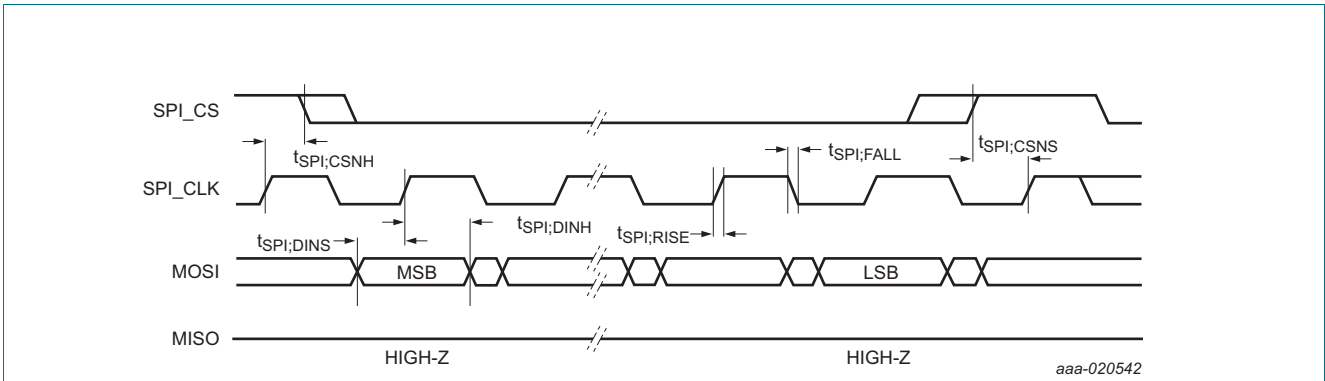 SPI_CS
tSPI;CSNH
tSPI;FALL
tSPI;CSNS
SPI_CLK
tSPI;DINS
tSPI;DINH
tSPI;RISE
MOSI
MSB
LSB
MISO
HIGH-Z
HIGH-Z
aaa-020542